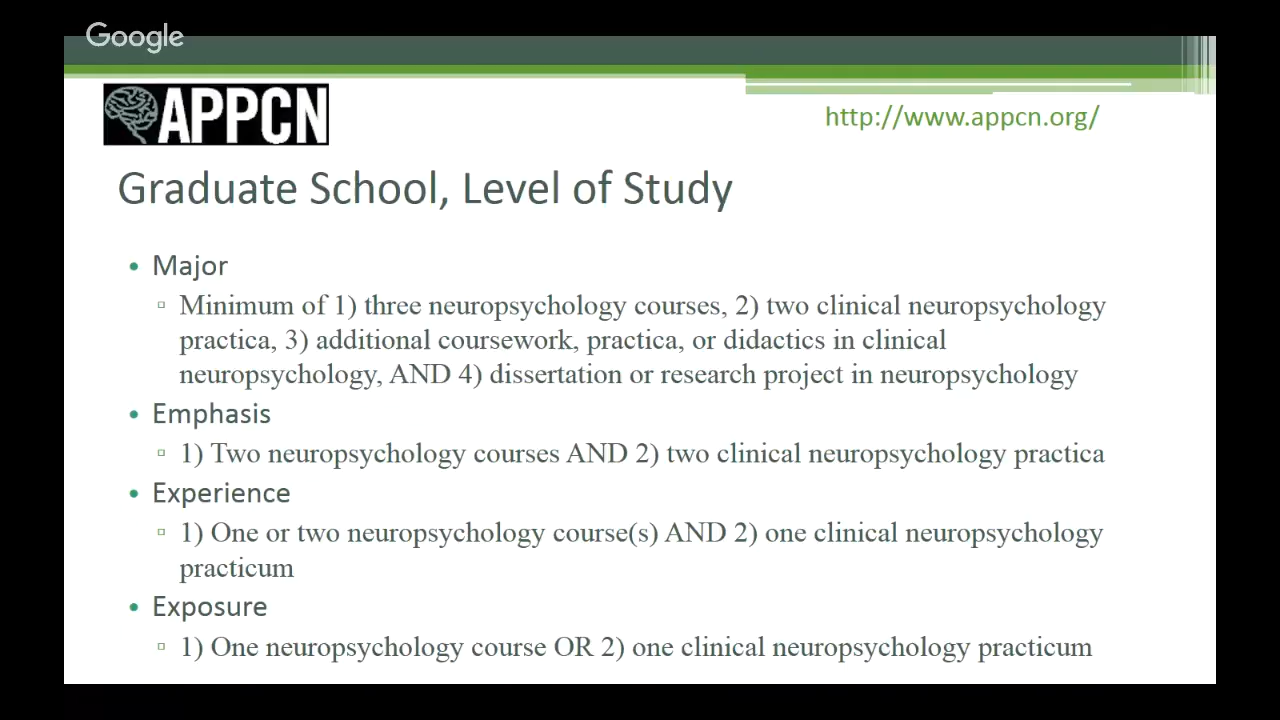 Google
APPCN
http://www.appcn.org/
Graduate School, Level of Study
• Major
▫ Minimum of 1) three neuropsychology courses, 2) two clinical neuropsychology
practica, 3) additional coursework, practica, or didactics in clinical
neuropsychology, AND 4) dissertation or research project in neuropsychology
• Emphasis
▫ 1) Two neuropsychology courses AND 2) two clinical neuropsychology practica
• Experience
▫ 1) One or two neuropsychology course(s) AND 2) one clinical neuropsychology
practicum
• Exposure
▫ 1) One neuropsychology course OR 2) one clinical neuropsychology practicum